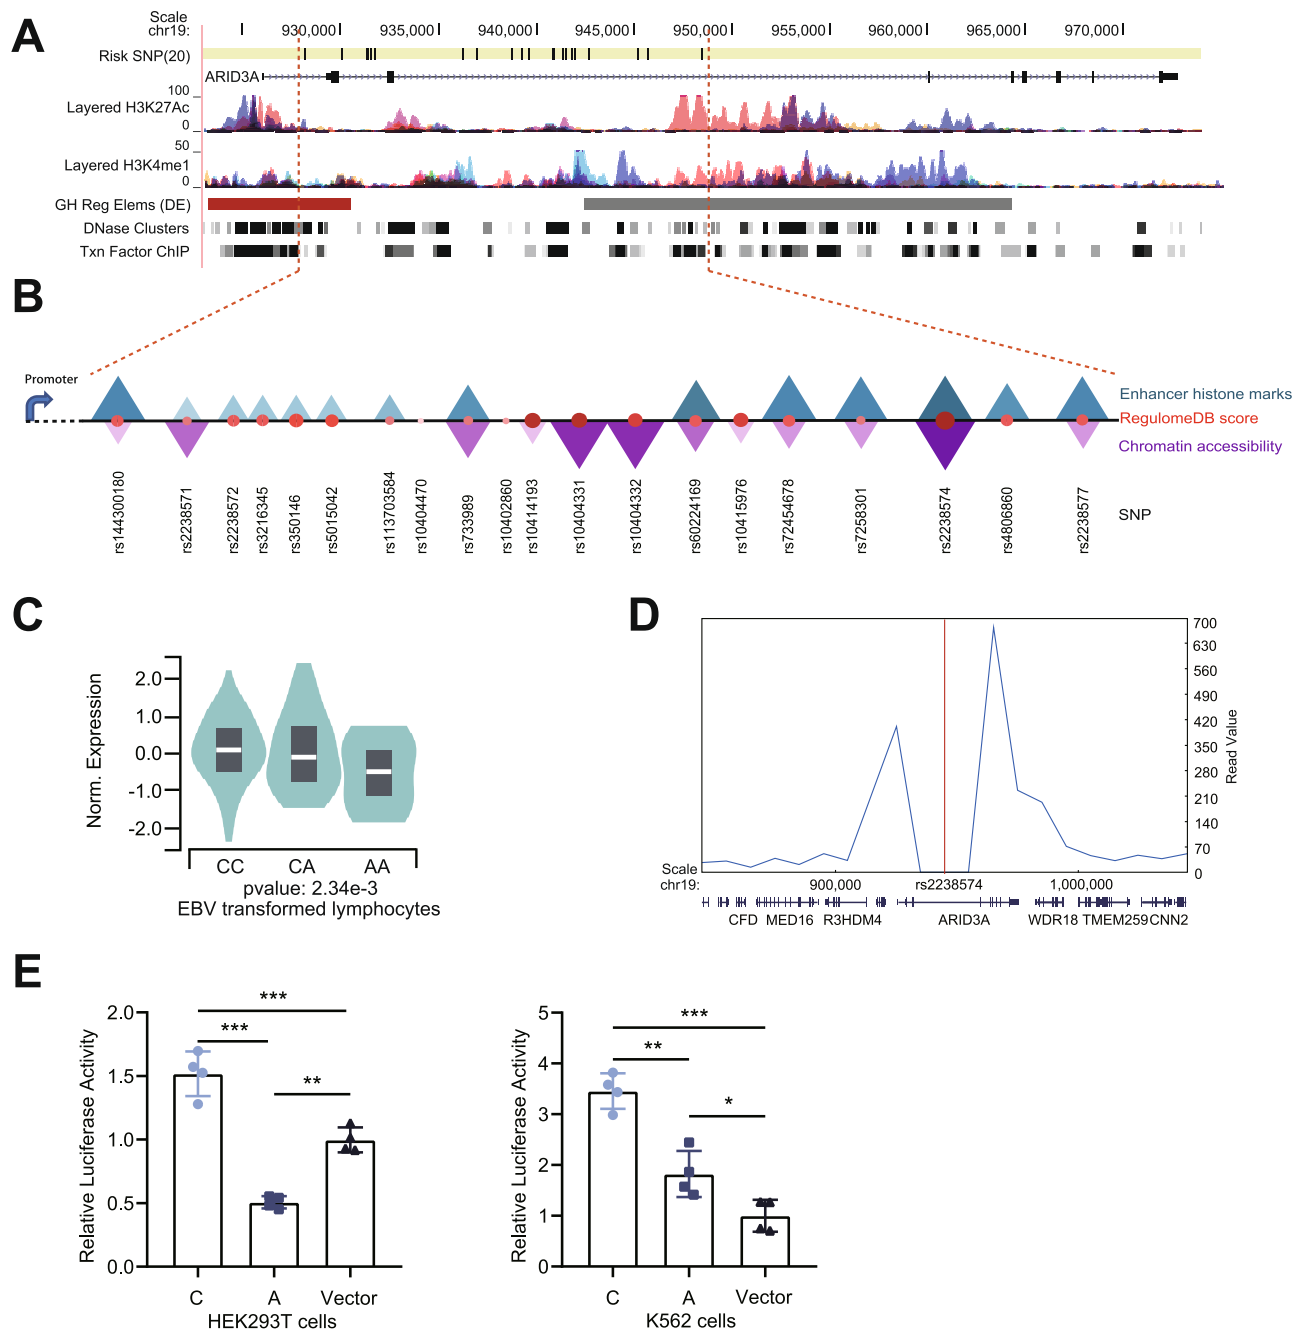 A
Scale
chr19:
930,000
935,000
940,000
945,000
950,000
955,000
960,000
965,000
970,000
Risk SNP(20)
ARID3A
100
Layered H3K27Ac
0
50
Layered H3K4me1
0
GH Reg Elems (DE)
DNase Clusters
Txn Factor ChIP
B
Promoter
Enhancer histone marks
RegulomeDB score
Chromatin accessibility
rs144300180
rs2238571
rs2238572
rs3216345
rs350146
rs5015042
rs113703584
rs10404470
rs733989
rs10402860
rs10414193
rs10404331
rs10404332
rs60224169
rs10415976
rs72454678
rs7258301
rs2238574
rs4806860
rs2238577
SNP
C
Norm. Expression
2.0
1.0
0.0
-1.0
-2.0
CC CA AA
pvalue: 2.34e-3
EBV transformed lymphocytes
D
700
630
560
490
420
350
280
210
140
70
0
Read Value
Scale
chr19:
900,000 rs2238574 1,000,000
CFD MED16 R3HDM4 ARID3A WDR18 TMEM259 CNN2
E
Relative Luciferase Activity
2.0
1.5
1.0
0.5
0.0
***
***
**
C A Vector
HEK293T cells
Relative Luciferase Activity
5
4
3
2
1
0
***
**
*
C A Vector
K562 cells